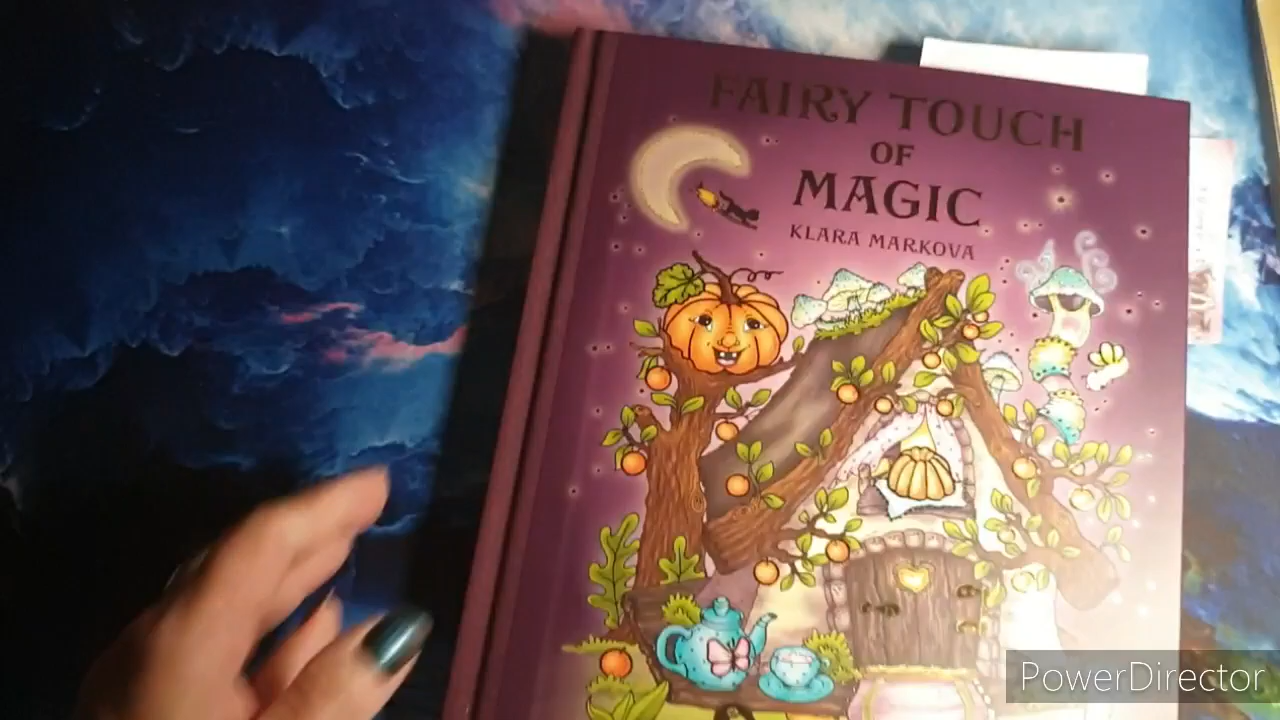 FAIRY TOUCH
OF
MAGIC
KLARA MARKOVA
PowerDirector